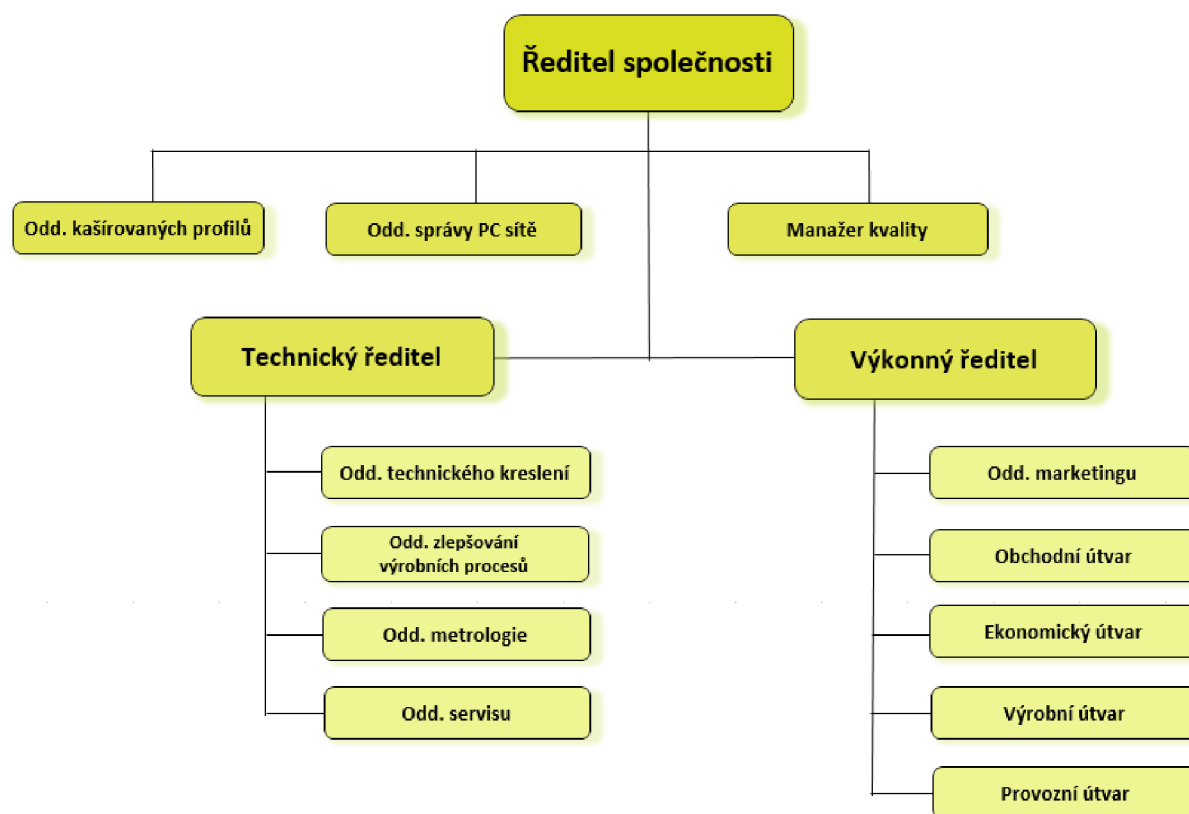 Ředitel společnosti
Odd. kašírovaných profilů
Odd. správy PC sítě
Manažer kvality
Technický ředitel
Výkonný ředitel
Odd. technického kreslení
Odd. zlepšování
výrobních procesů
Odd. metrologie
Odd. servisu
Odd. marketingu
Obchodní útvar
Ekonomický útvar
Výrobní útvar
Provozní útvar